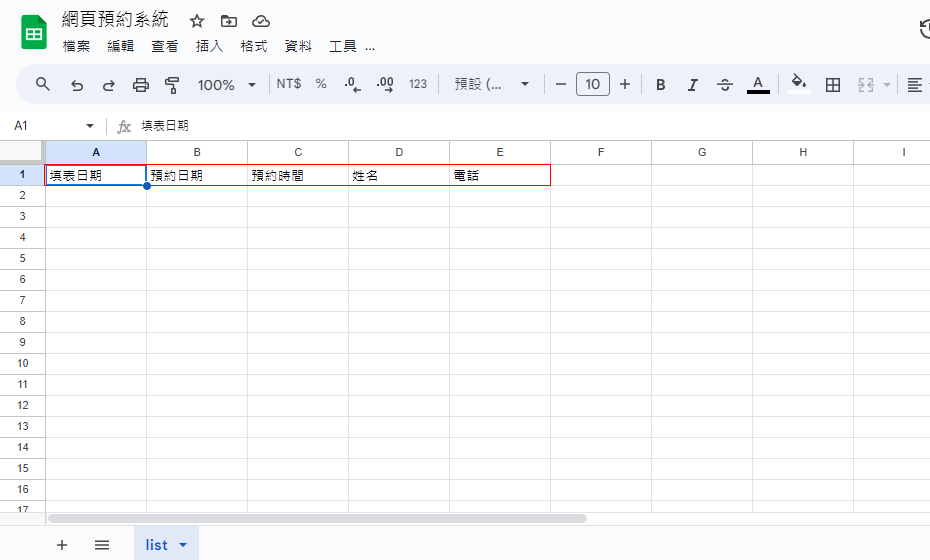 網頁預約系統
檔案 編輯 查看 插入 格式 資料 工具 ...
100% NT$ % .0 .00 123 預設 (... 10 B I A
A1 fx 填表日期
A B C D E F G H I
1 填表日期 預約日期 預約時間 姓名 電話
2
3
4
5
6
7
8
9
10
11
12
13
14
15
16
17
list